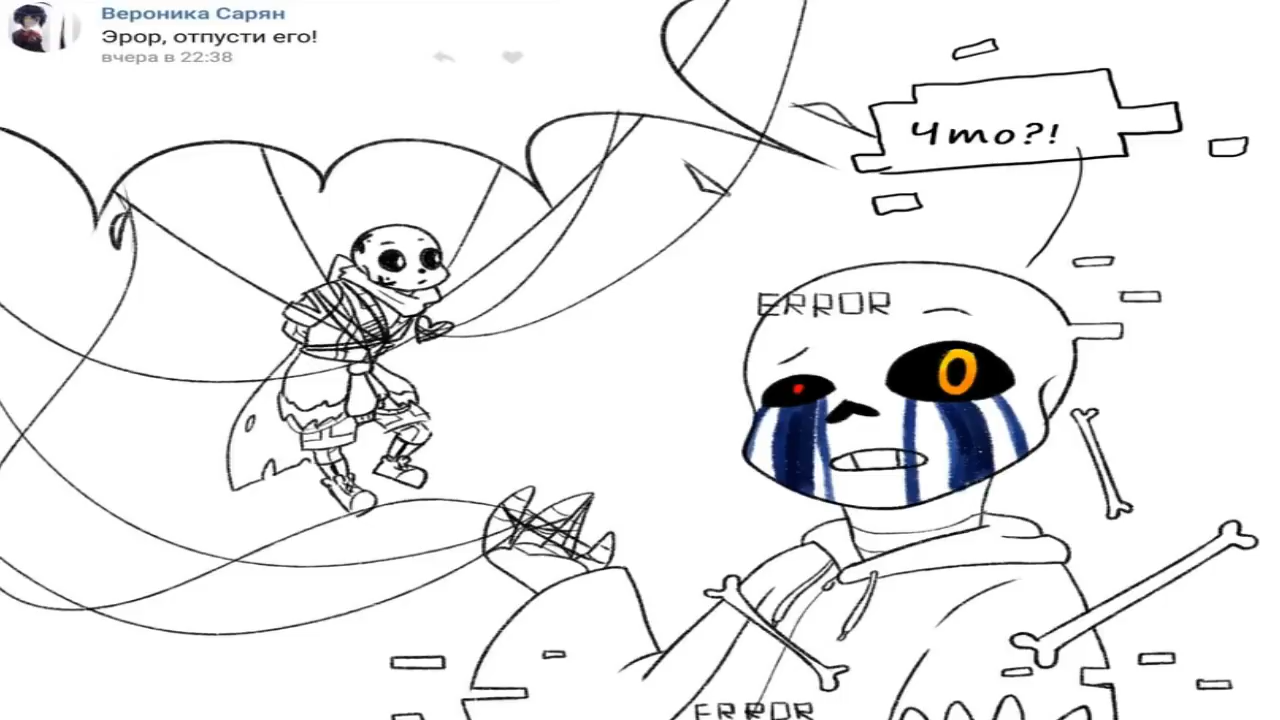 Вероника Сарян
Эрор, отпусти его!
вчера в 22:38
Что?!
ERROR
ERROR